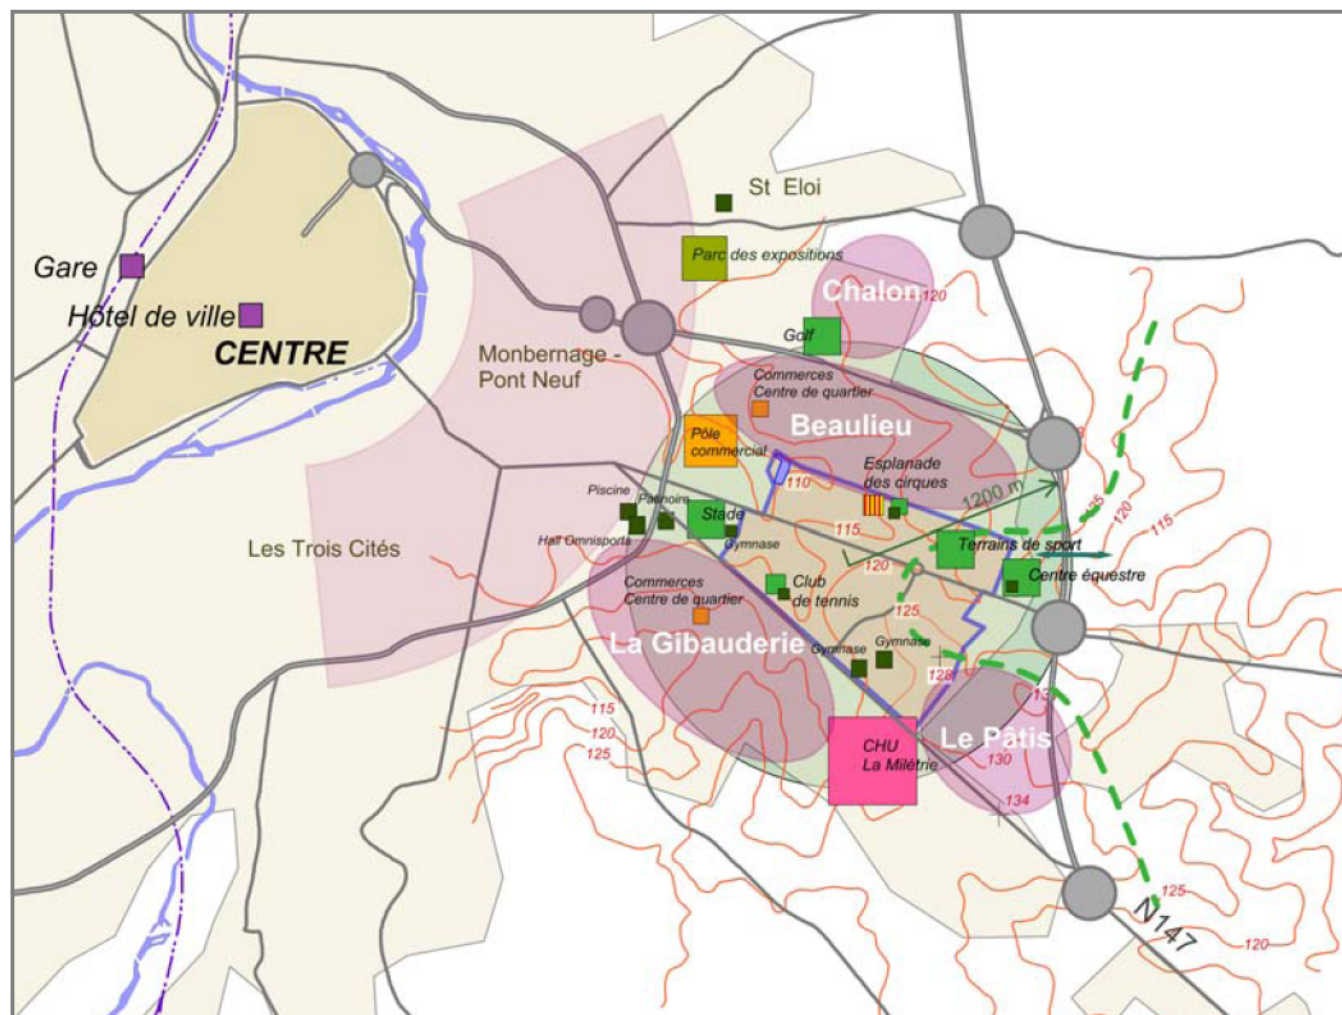 St Eloi
Parc des expositions
Gare
Chalon
120
Hôtel de ville
CENTRE
Golf
Monbernage -
Pont Neuf
Commerces
Centre de quartier
Beaulieu
Pôle
commercial
Esplanade
des cirques
110
1200 m
Piscine
Patinoire
125
120
115
Stade
115
Hall Omnisports
Gymnase
Terrains de sport
Les Trois Cités
120
Centre équestre
Commerces
Centre de quartier
Club
de tennis
125
La Gibauderie
Gymnase
Gymnase
128
115
120
125
Le Pâtis
CHU
La Milétrie
130
134
125
N147
120